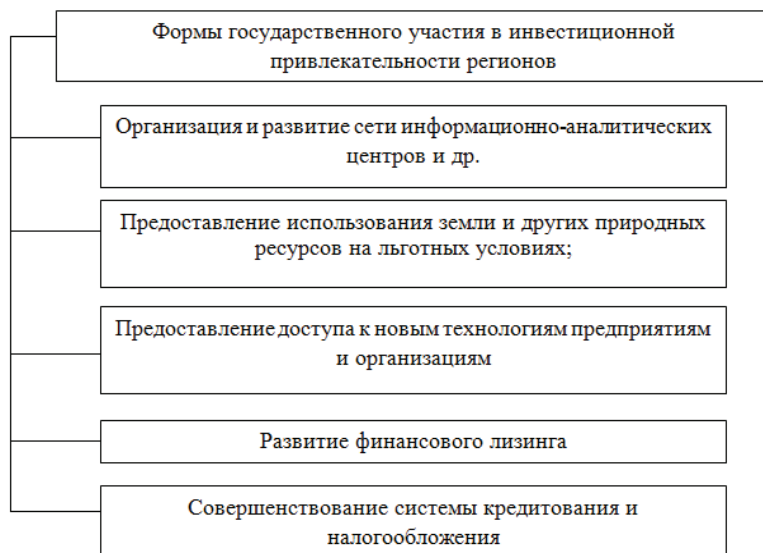 Формы государственного участия в инвестиционной
привлекательности регионов
Организация и развитие сети информационно-аналитических
центров и др.
Предоставление использования земли и других природных
ресурсов на льготных условиях;
Предоставление доступа к новым технологиям предприятиям
и организациям
Развитие финансового лизинга
Совершенствование системы кредитования и
налогообложения